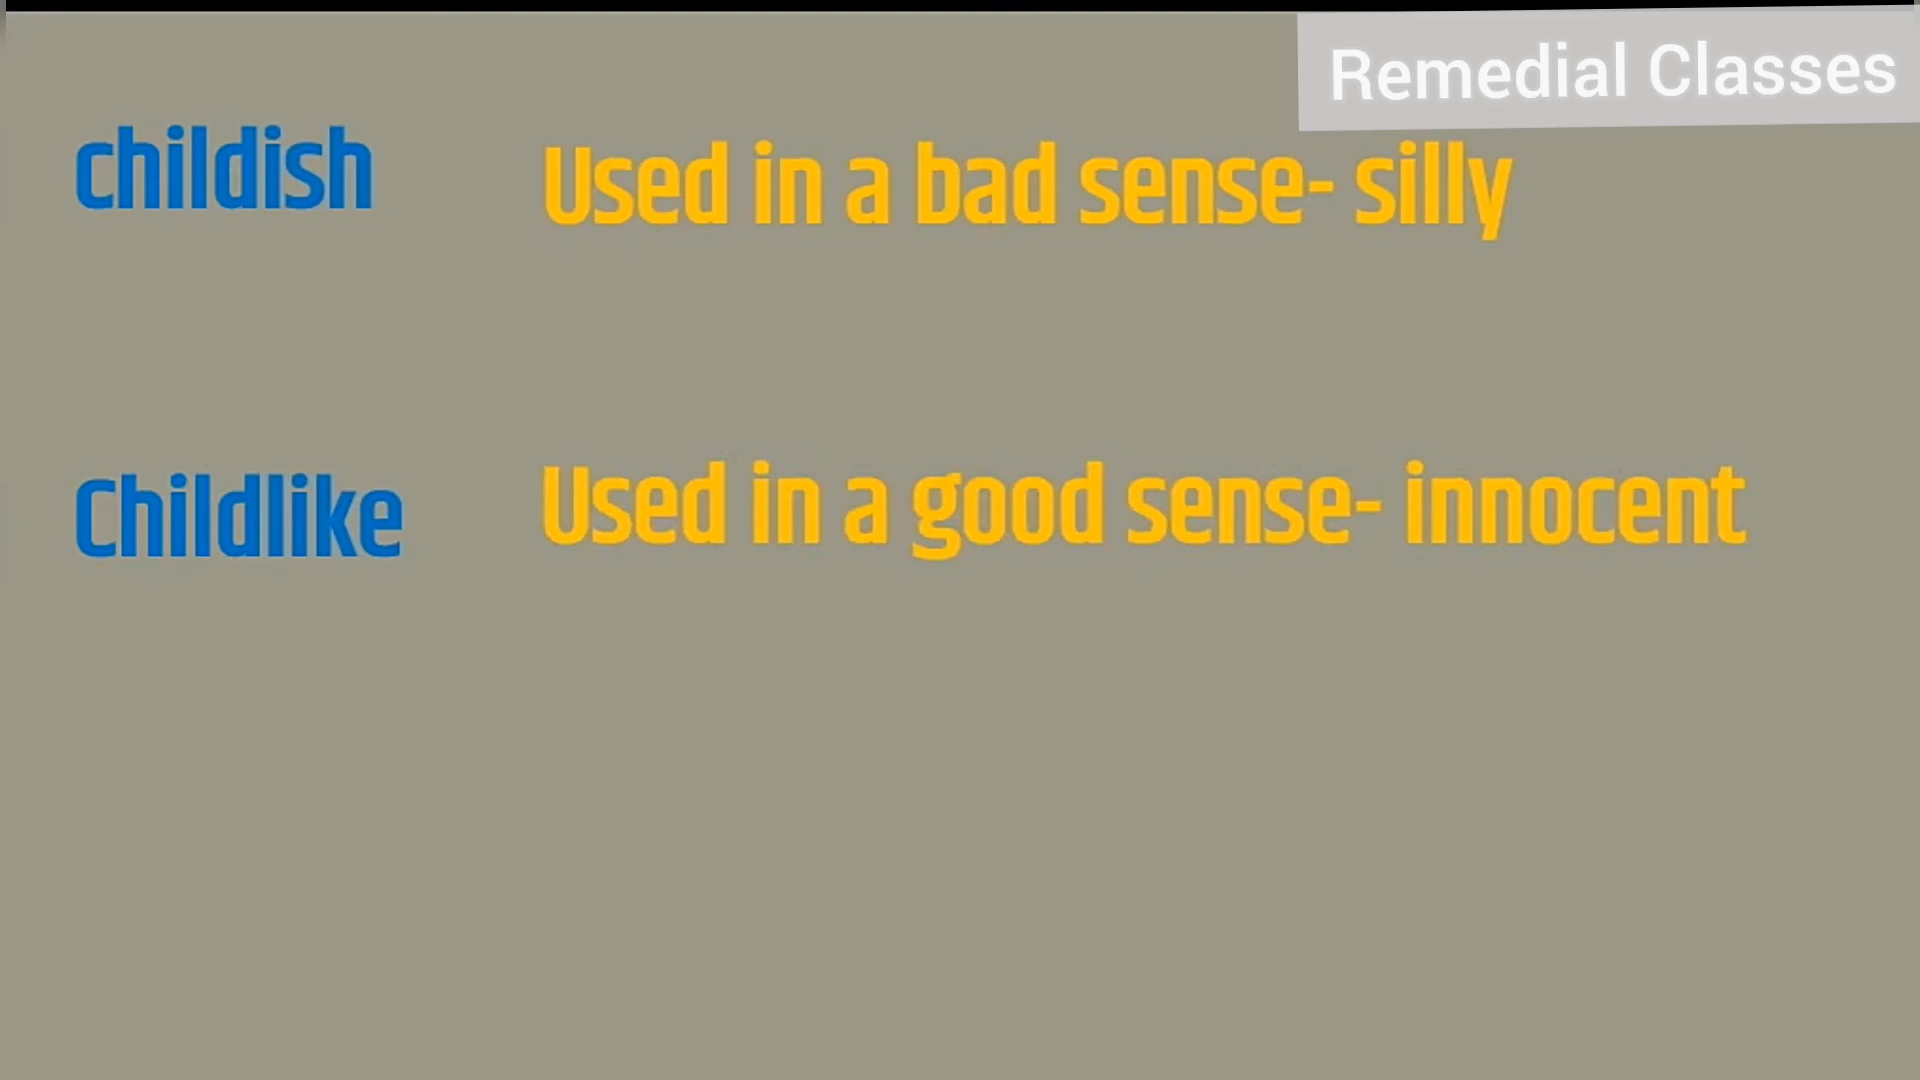 Remedial Classes
childish Used in a bad sense- silly
Childlike Used in a good sense- innocent